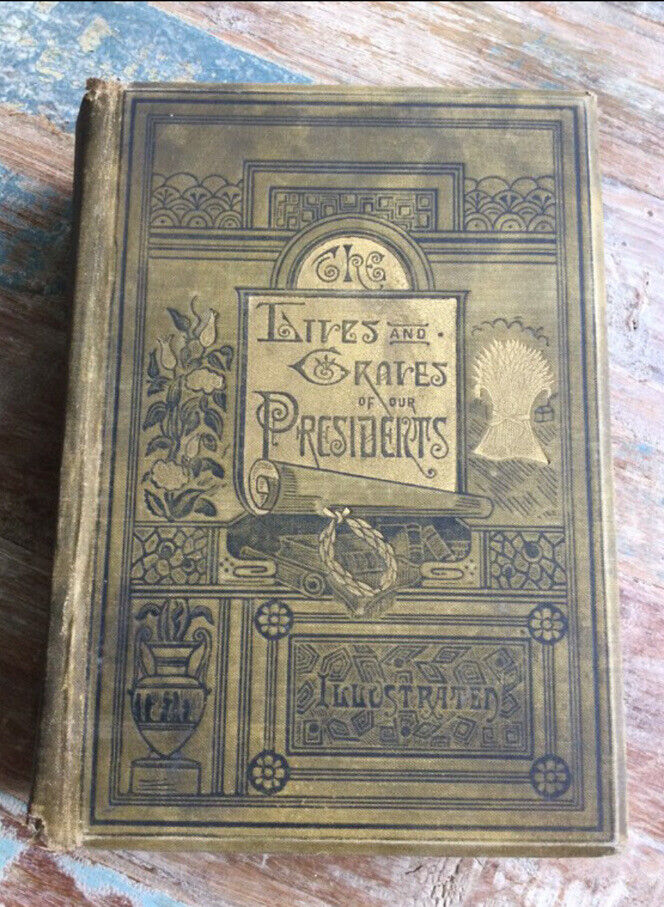 The
Lives AND
Graves
OF OUR
Presidents
Illustrated